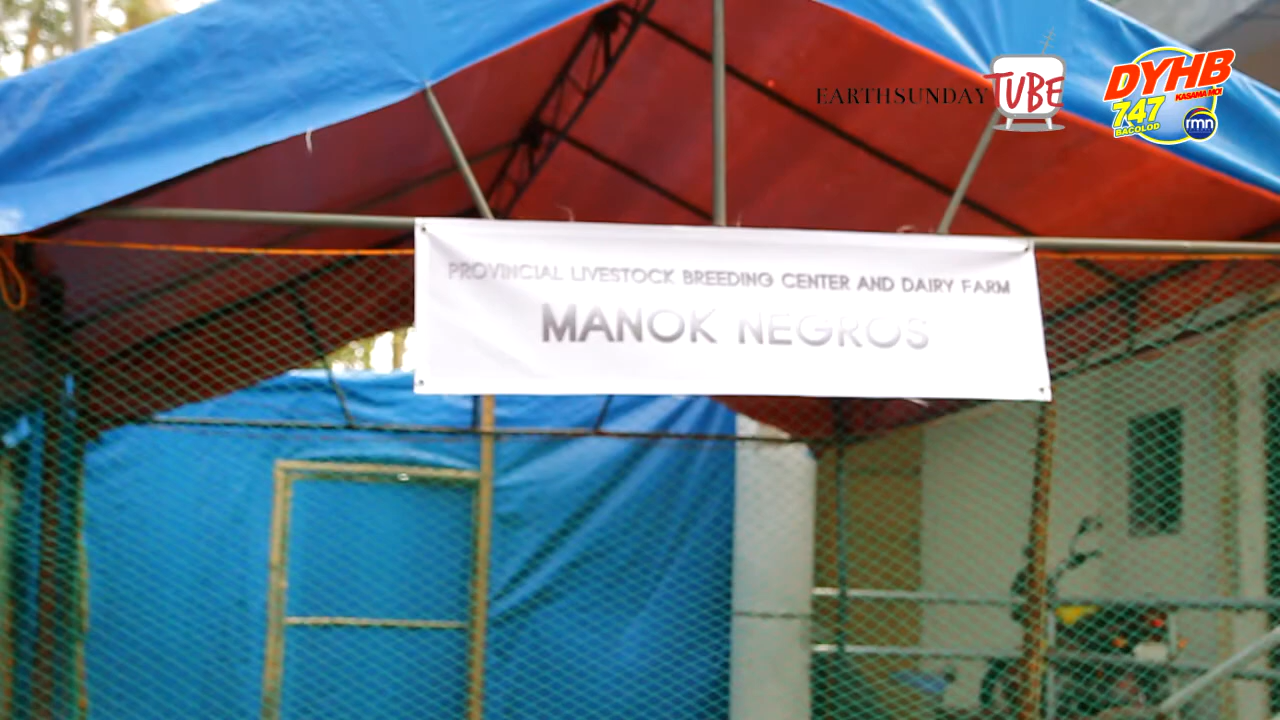 EARTHSUNDAY TUBE
DYHB
KASAMA MO!
747
BACOLOD
rmn
PROVINCIAL LIVESTOCK BREEDING CENTER AND DAIRY FARM
MANOK NEGROS